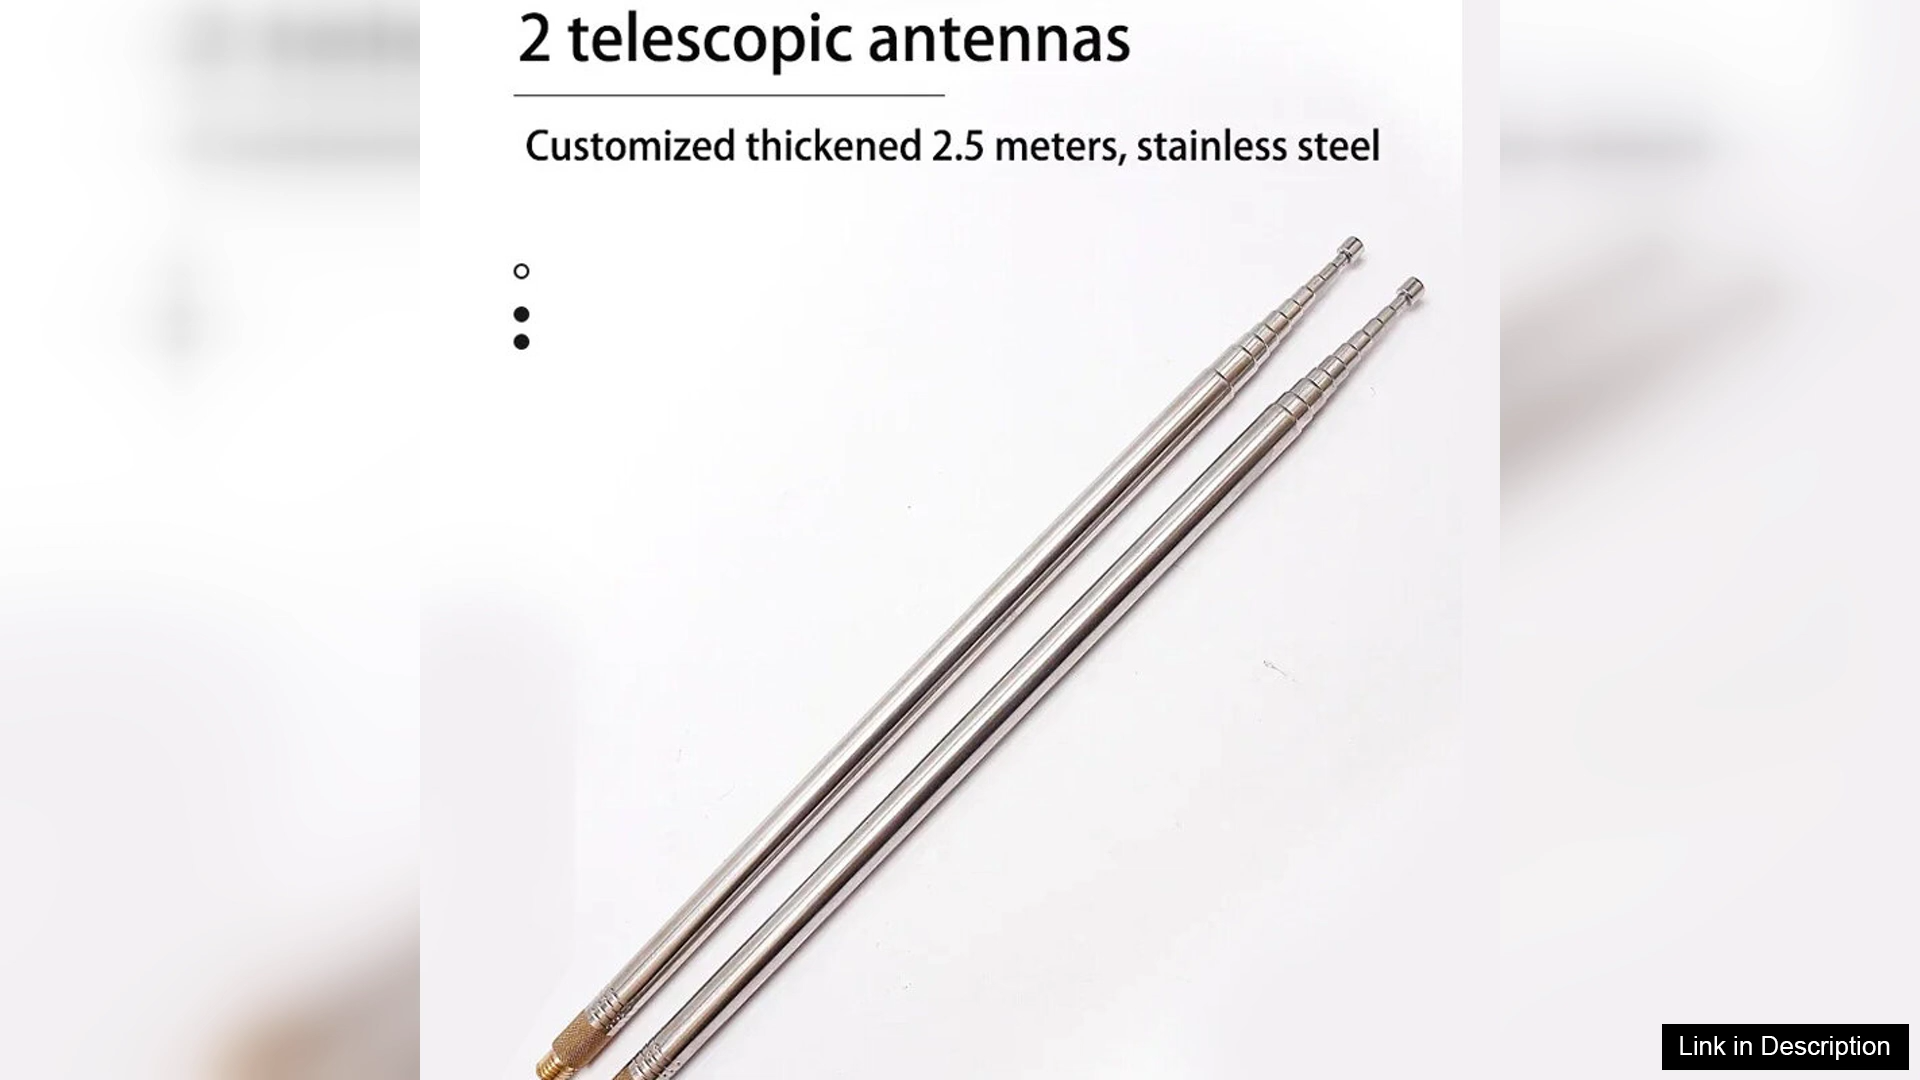 2 telescopic antennas
Customized thickened 2.5 meters, stainless steel
Link in Description